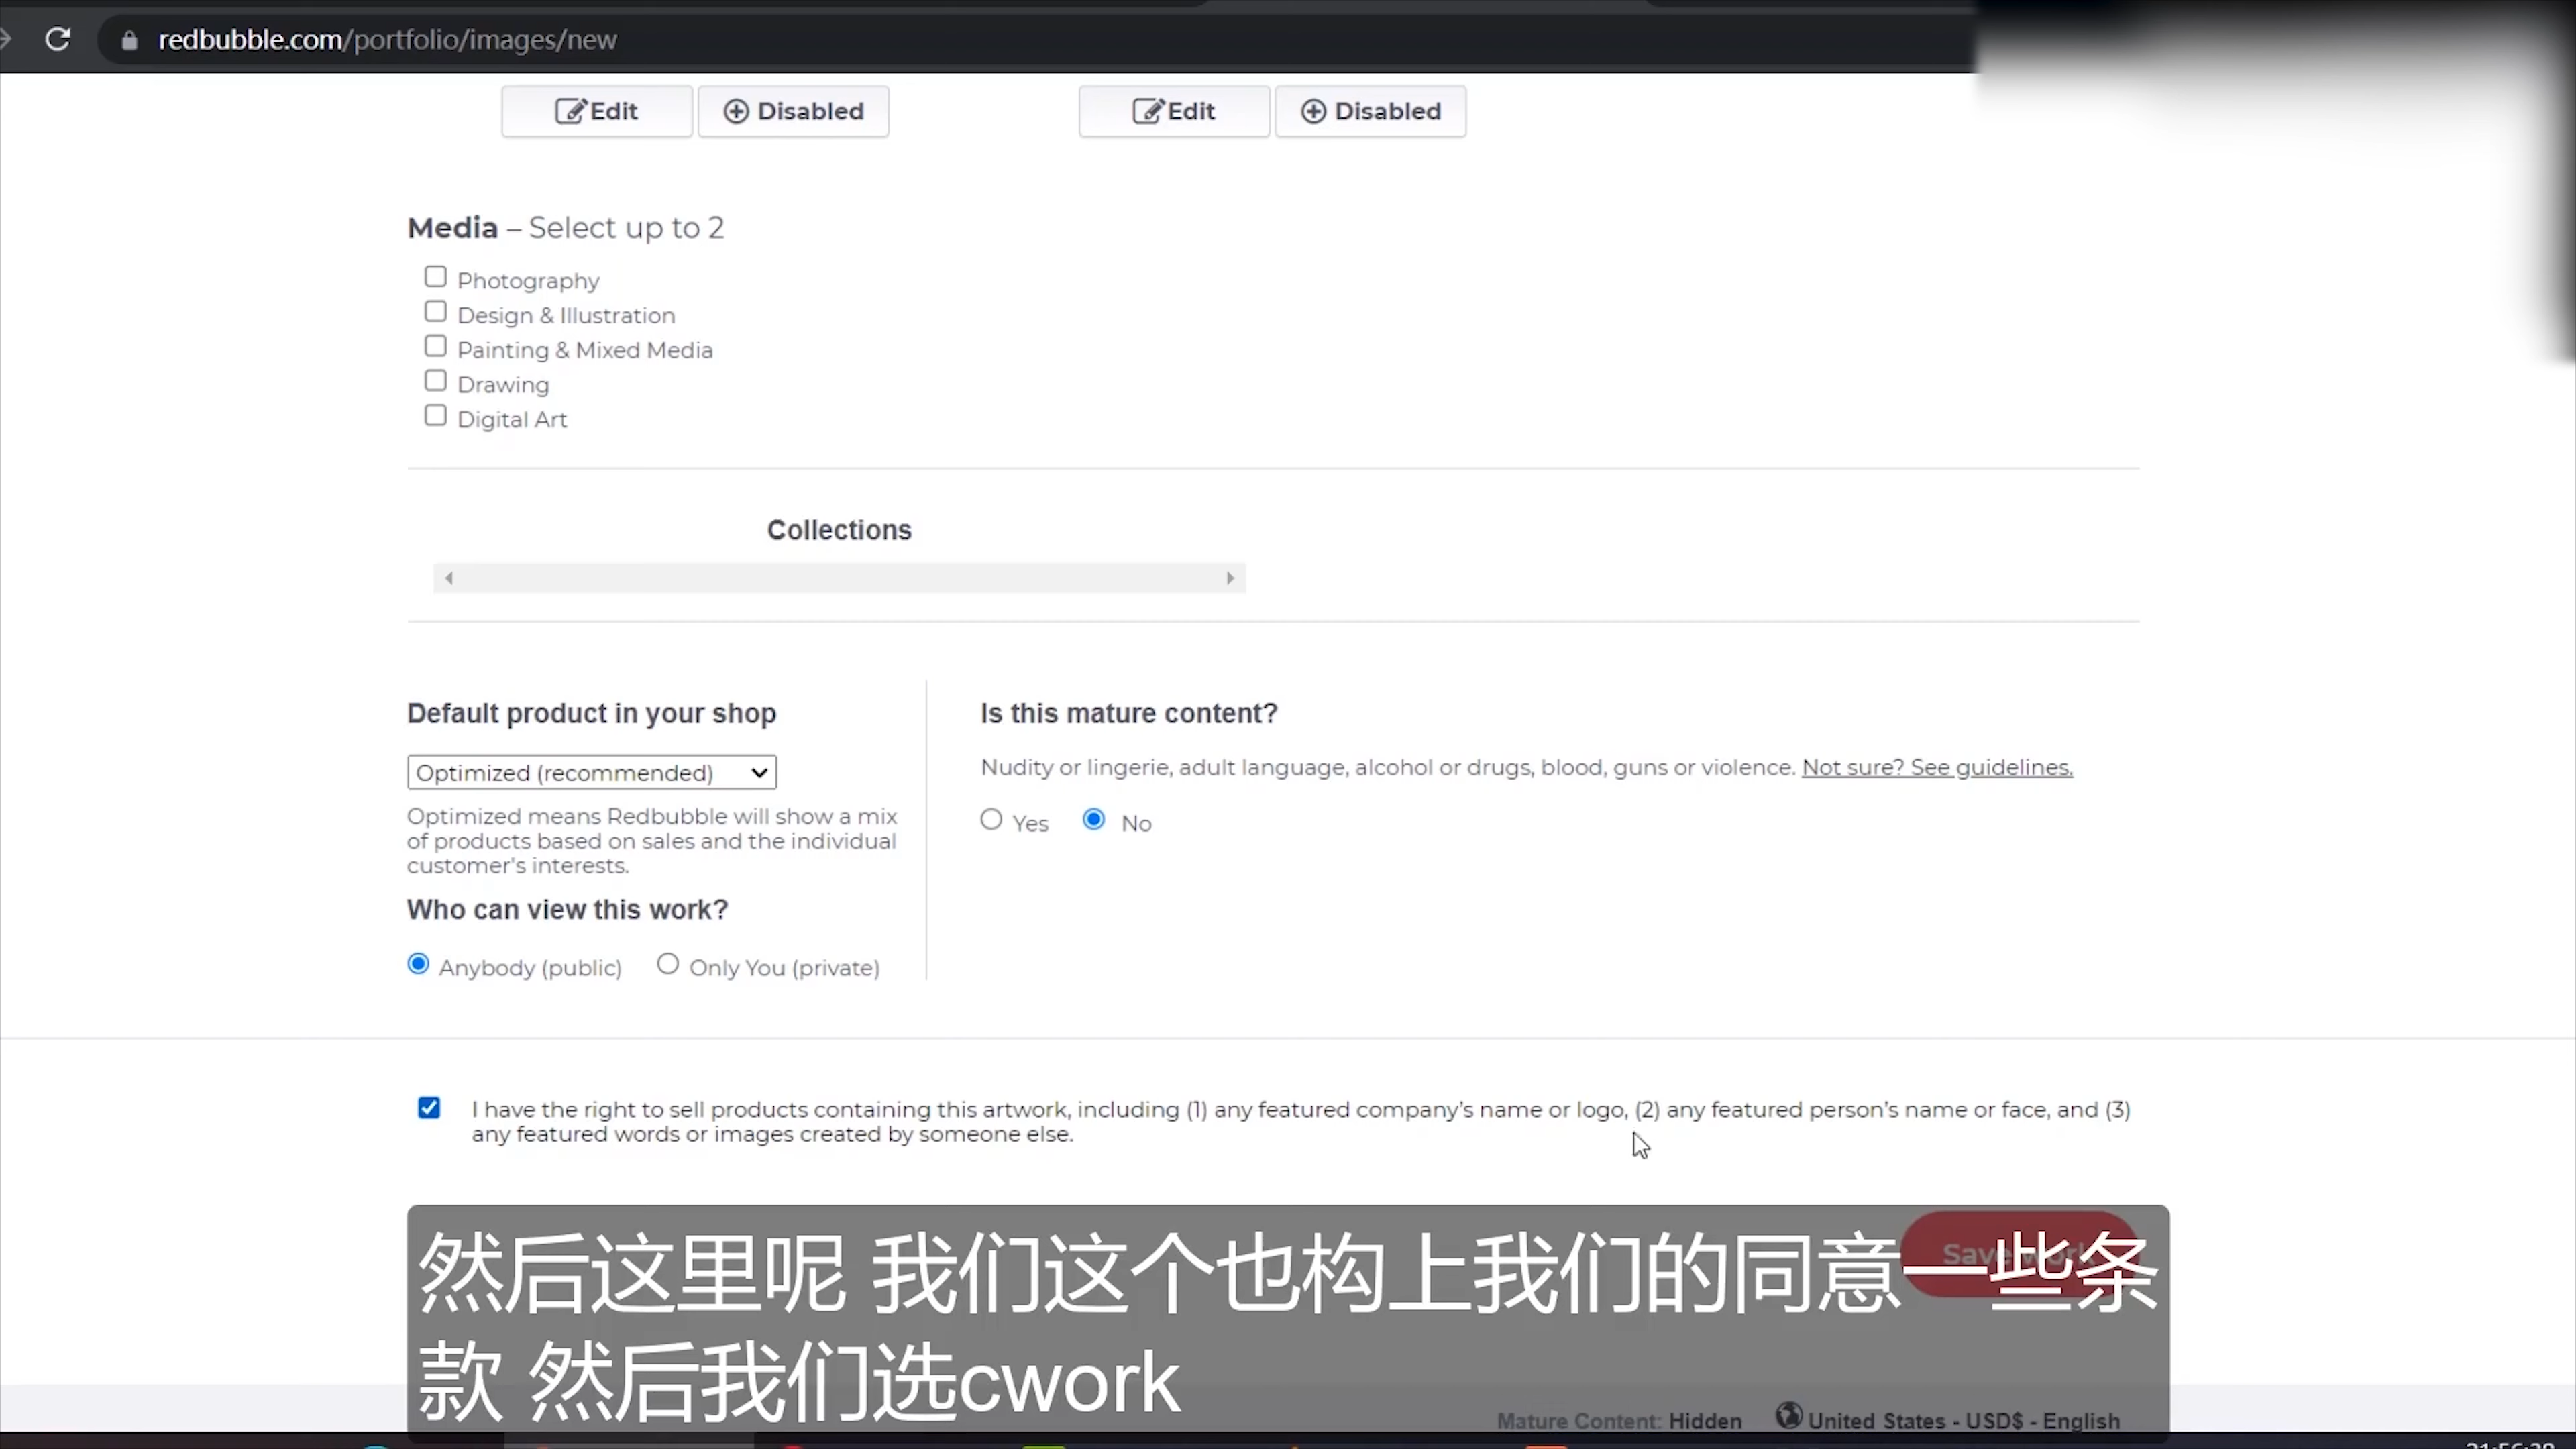 redbubble.com/portfolio/images/new
Edit Disabled Edit Disabled
Media – Select up to 2
Photography
Design & Illustration
Painting & Mixed Media
Drawing
Digital Art
Collections
Default product in your shop
Optimized (recommended)
Optimized means Redbubble will show a mix
of products based on sales and the individual
customer's interests.
Who can view this work?
Anybody (public) Only You (private)
Is this mature content?
Nudity or lingerie, adult language, alcohol or drugs, blood, guns or violence. Not sure? See guidelines.
Yes No
I have the right to sell products containing this artwork, including (1) any featured company's name or logo, (2) any featured person's name or face, and (3)
any featured words or images created by someone else.
Save work
然后这里呢 我们这个也构上我们的同意一些条
款 然后我们选cwork
Mature Content: Hidden United States - USD$ - English